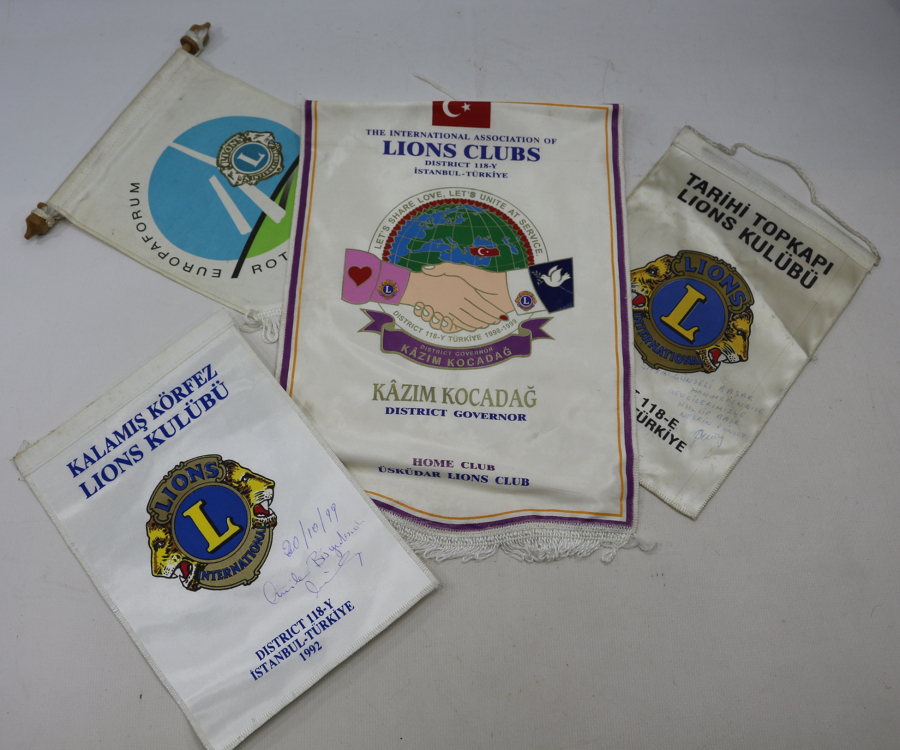 EUROPAFORUM
ROT
THE INTERNATIONAL ASSOCIATION OF
LIONS CLUBS
DISTRICT 118-Y
İSTANBUL-TÜRKİYE
LET'S SHARE LOVE, LET'S UNITE AT SERVICE
DISTRICT 118-Y TÜRKİYE 1998-1999
DISTRICT GOVERNOR
KÂZIM KOCADAĞ
KÂZIM KOCADAĞ
DISTRICT GOVERNOR
HOME CLUB
ÜSKÜDAR LIONS CLUB
TARİHİ TOPKAPI
LIONS KULÜBÜ
LIONS
L
INTERNATIONAL
T 118-E
TÜRKİYE
KALAMIŞ KÖRFEZ
LIONS KULÜBÜ
LIONS
L
INTERNATIONAL
20/10/99
DISTRICT 118-Y
İSTANBUL-TÜRKİYE
1992